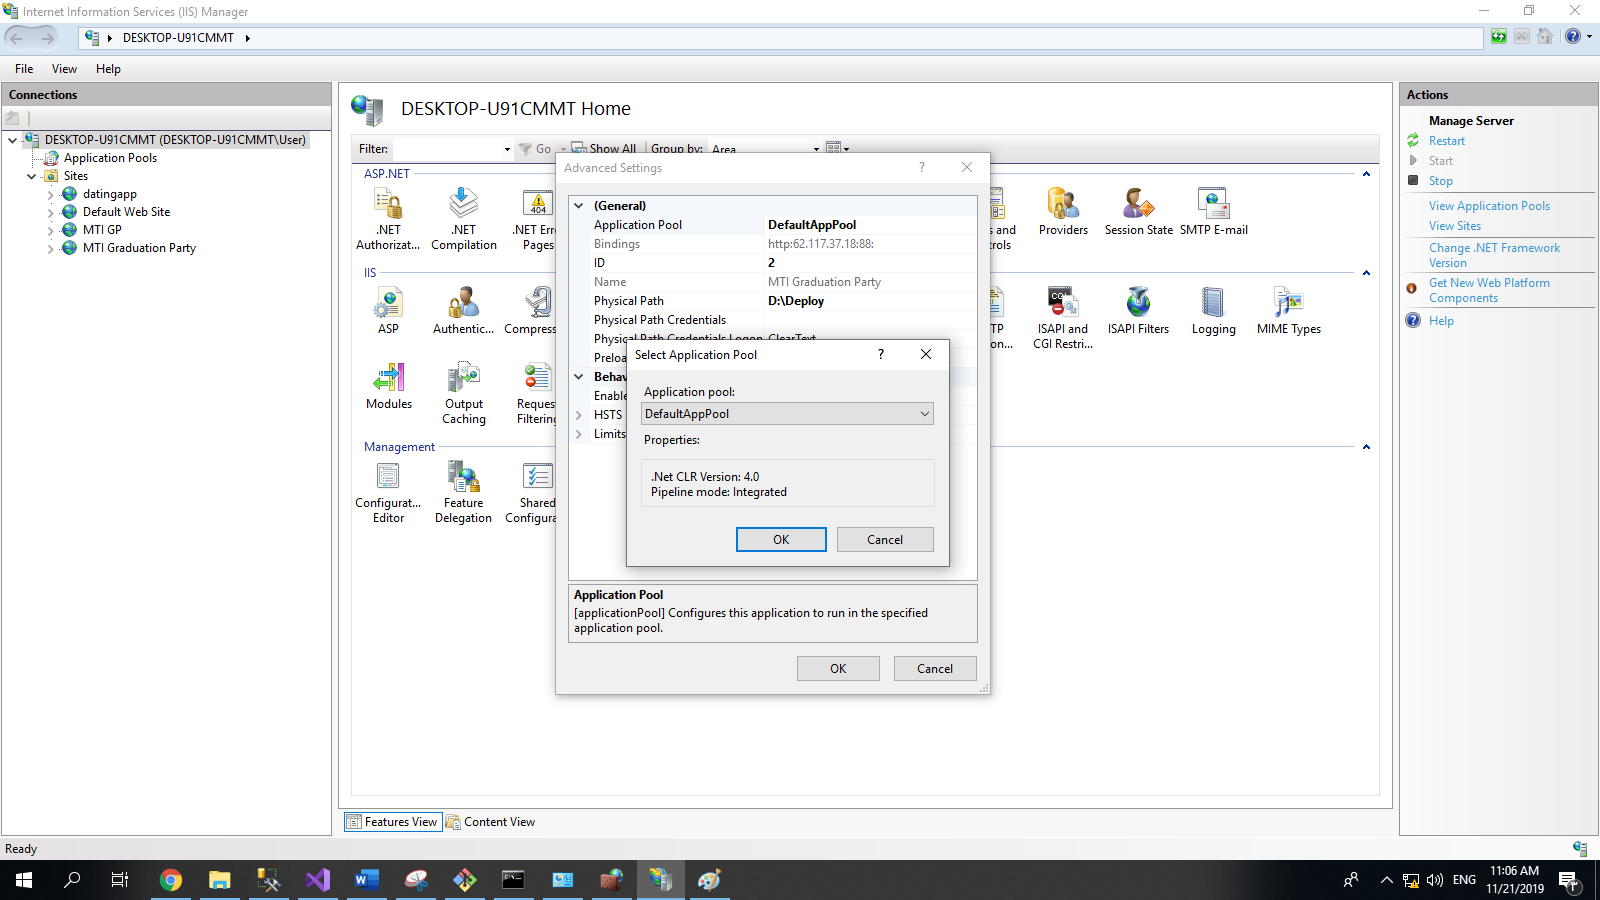 Internet Information Services (IIS) Manager
DESKTOP-U91CMMT
File View Help
Connections
DESKTOP-U91CMMT (DESKTOP-U91CMMT\User)
Application Pools
Sites
datingapp
Default Web Site
MTI GP
MTI Graduation Party
DESKTOP-U91CMMT Home
Filter: Go Show All Group by: Area
ASP.NET
.NET
Authorizat...
.NET
Compilation
.NET Erro
Pages
s and
trols
Providers
Session State
SMTP E-mail
IIS
ASP
Authentic...
Compress
TP
on...
ISAPI and
CGI Restri...
ISAPI Filters
Logging
MIME Types
Modules
Output
Caching
Reques
Filtering
Management
Configurat...
Editor
Feature
Delegation
Shared
Configura
Features View
Content View
Advanced Settings ?
(General)
Application Pool DefaultAppPool
Bindings http:62.117.37.18:88:
ID 2
Name MTI Graduation Party
Physical Path D:\Deploy
Physical Path Credentials
Physical Path Credentials Logon ClearText
Preloa
Behav
Enable
HSTS
Limits
Application Pool
[applicationPool] Configures this application to run in the specified
application pool.
OK Cancel
Select Application Pool ?
Application pool:
DefaultAppPool
Properties:
.Net CLR Version: 4.0
Pipeline mode: Integrated
OK Cancel
Actions
Manage Server
Restart
Start
Stop
View Application Pools
View Sites
Change .NET Framework
Version
Get New Web Platform
Components
Help
Ready
ENG
11:06 AM
11/21/2019